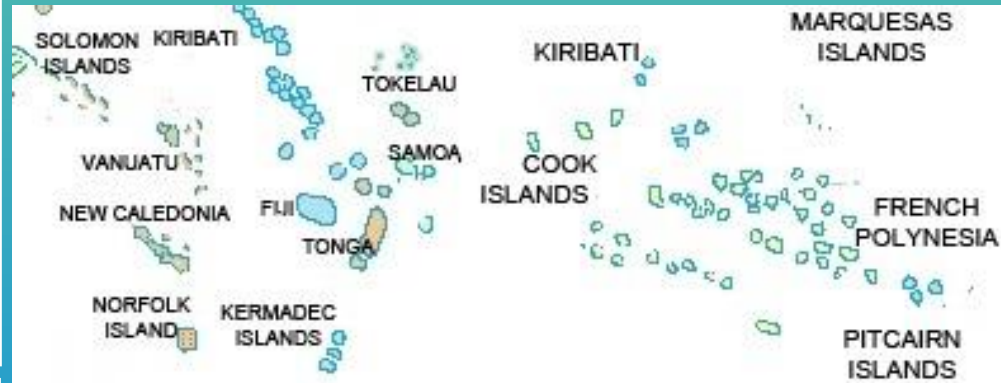 SOLOMON
ISLANDS
KIRIBATI
TOKELAU
KIRIBATI
MARQUESAS
ISLANDS
VANUATU
SAMOA
COOK
ISLANDS
NEW CALEDONIA
FIJI
TONGA
FRENCH
POLYNESIA
NORFOLK
ISLAND
KERMADEC
ISLANDS
PITCAIRN
ISLANDS